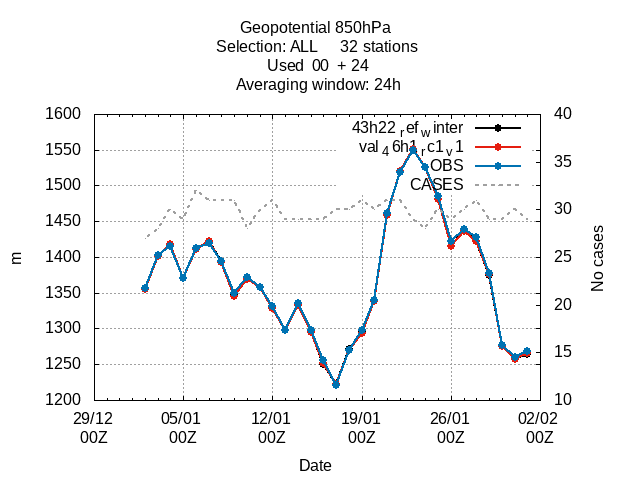 Geopotential 850hPa
Selection: ALL 32 stations
Used 00 + 24
Averaging window: 24h
43h22refwinter
val46h1rc1v1
OBS
CASES
1600
1550
1500
1450
1400
1350
1300
1250
1200
m
40
35
30
25
20
15
10
No cases
29/12 05/01 12/01 19/01 26/01 02/02
00Z 00Z 00Z 00Z 00Z 00Z
Date